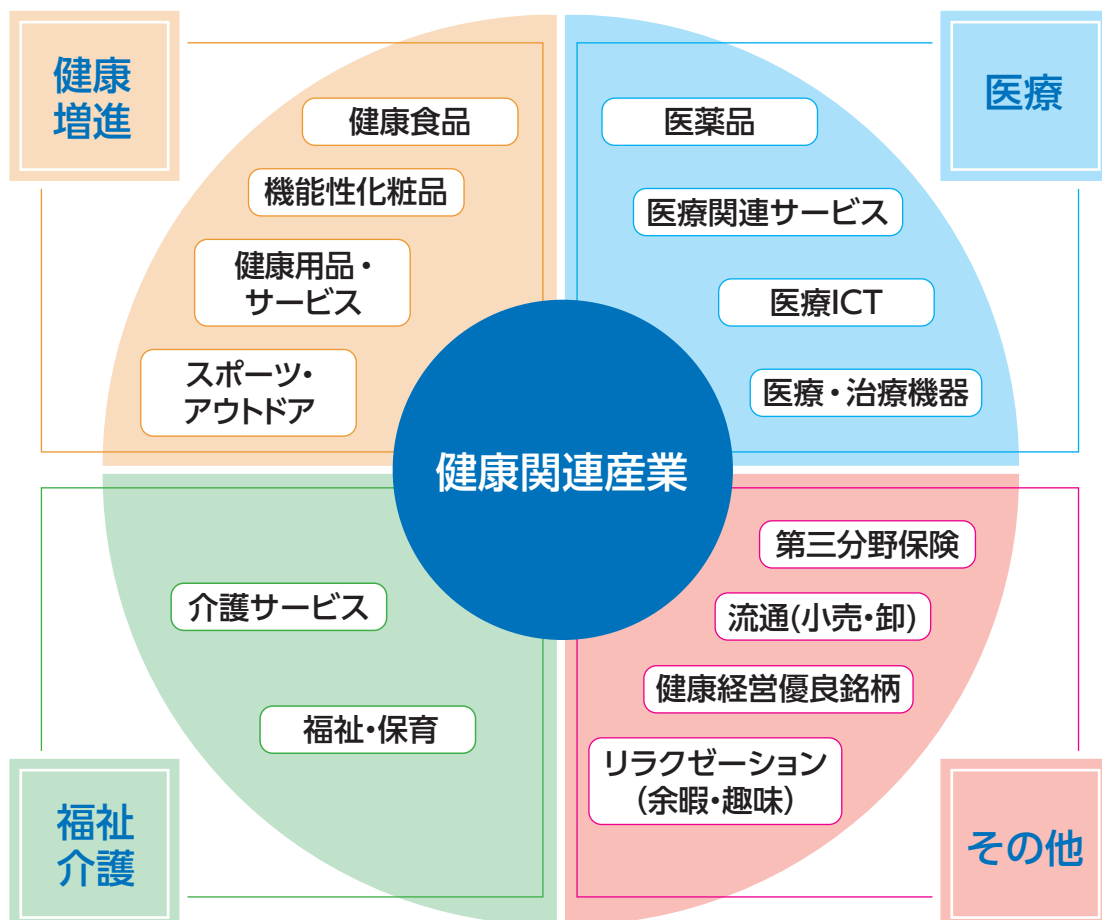 健康
増進
健康食品
機能性化粧品
健康用品・
サービス
スポーツ・
アウトドア
医療
医薬品
医療関連サービス
医療ICT
医療・治療機器
健康関連産業
介護サービス
福祉・保育
福祉
介護
第三分野保険
流通(小売・卸)
健康経営優良銘柄
リラクゼーション
(余暇・趣味)
その他